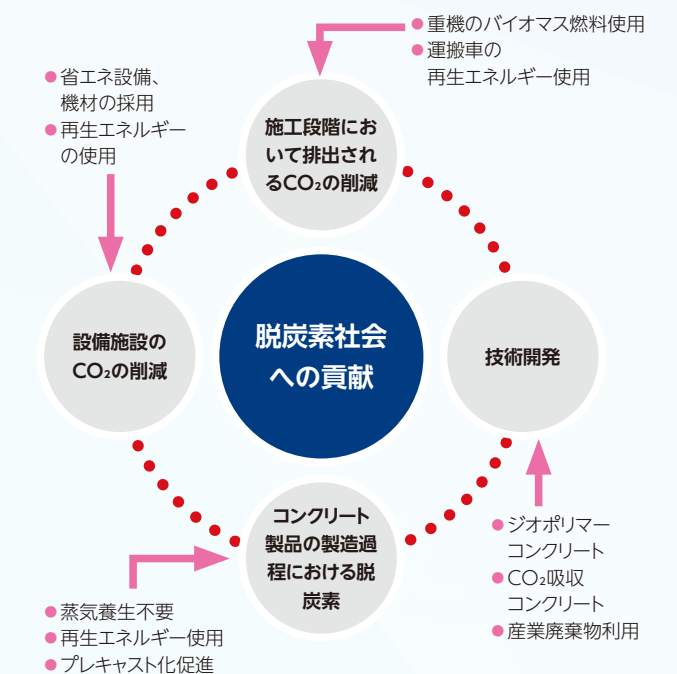 ●重機のバイオマス燃料使用
●運搬車の
再生エネルギー使用
●省エネ設備、
機材の採用
●再生エネルギー
の使用
施工段階にお
いて排出され
るCO₂の削減
設備施設の
CO₂の削減
脱炭素社会
への貢献
技術開発
コンクリート
製品の製造過
程における脱
炭素
●ジオポリマー
コンクリート
●CO₂吸収
コンクリート
●産業廃棄物利用
●蒸気養生不要
●再生エネルギー使用
●プレキャスト化促進